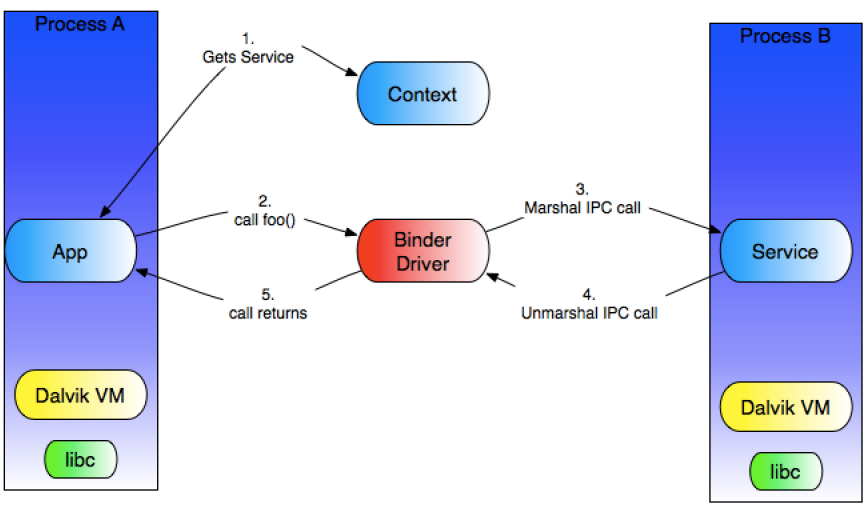 Process A
1.
Gets Service
Context
Process B
2.
call foo()
3.
Marshal IPC call
App
Binder
Driver
Service
5.
call returns
4.
Unmarshal IPC call
Dalvik VM
libc
Dalvik VM
libc